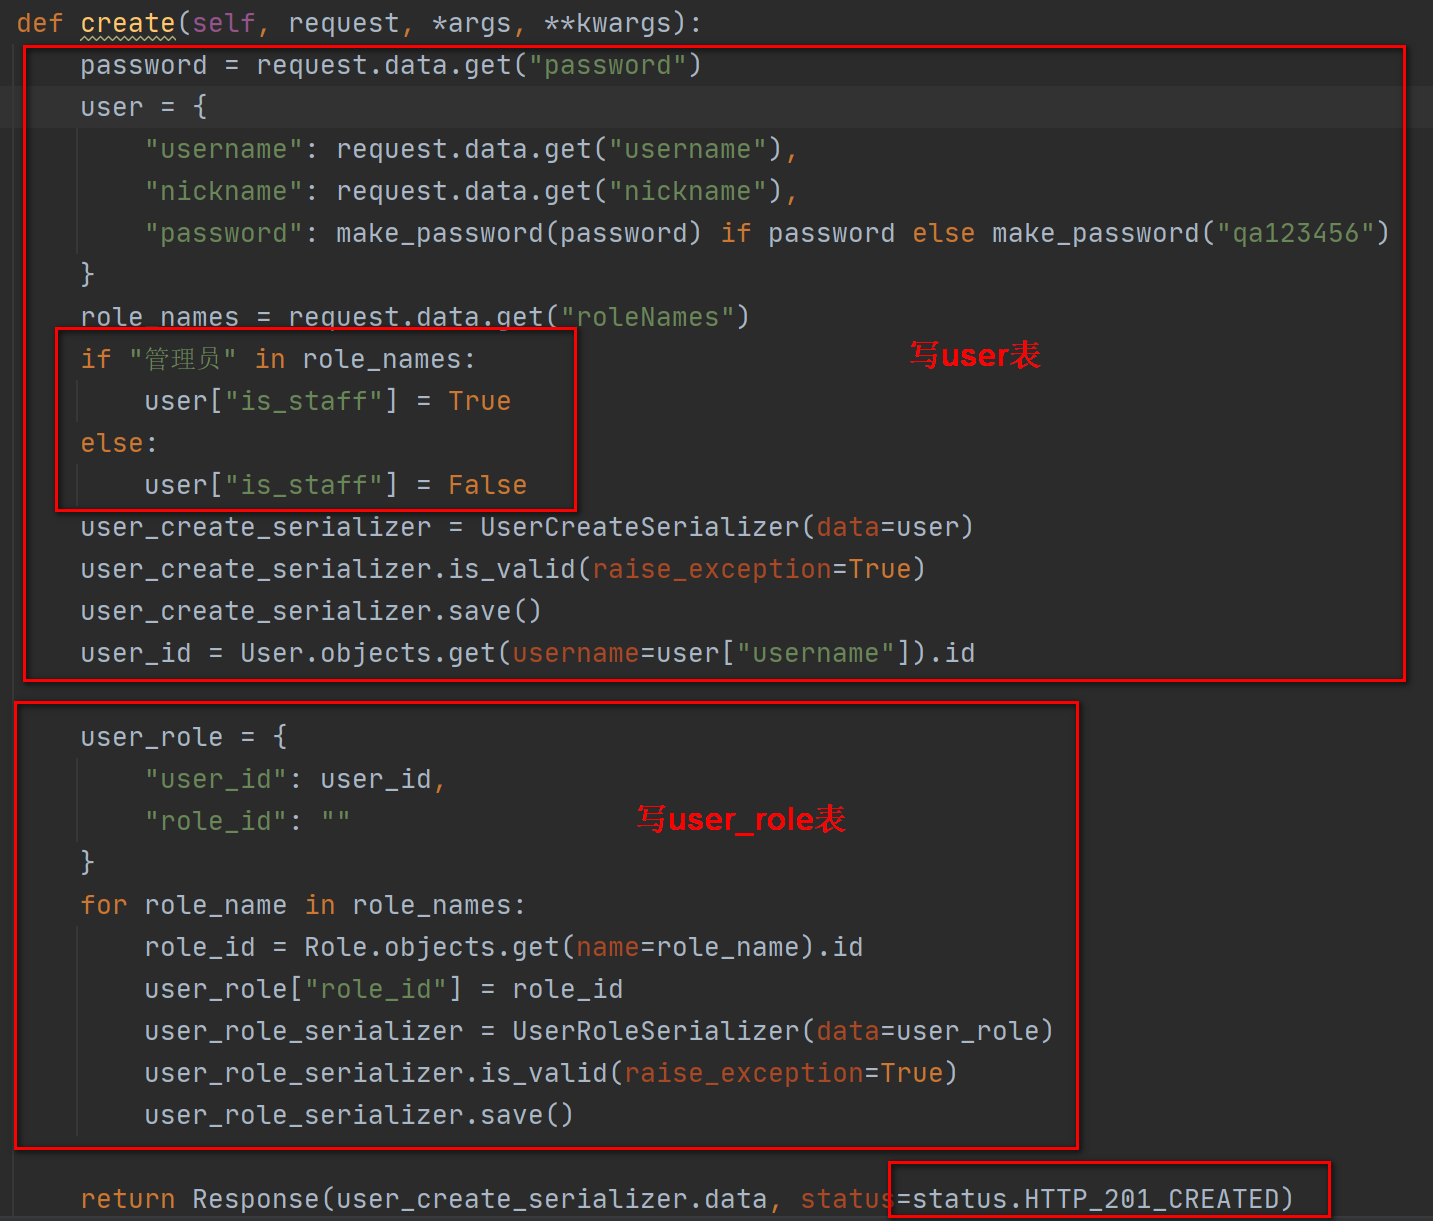 def create(self, request, *args, **kwargs):
password = request.data.get("password")
user = {
"username": request.data.get("username"),
"nickname": request.data.get("nickname"),
"password": make_password(password) if password else make_password("qa123456")
}
role_names = request.data.get("roleNames")
if "管理员" in role_names:
写user表
user["is_staff"] = True
else:
user["is_staff"] = False
user_create_serializer = UserCreateSerializer(data=user)
user_create_serializer.is_valid(raise_exception=True)
user_create_serializer.save()
user_id = User.objects.get(username=user["username"]).id
user_role = {
"user_id": user_id,
"role_id": ""
写user_role表
}
for role_name in role_names:
role_id = Role.objects.get(name=role_name).id
user_role["role_id"] = role_id
user_role_serializer = UserRoleSerializer(data=user_role)
user_role_serializer.is_valid(raise_exception=True)
user_role_serializer.save()
return Response(user_create_serializer.data, status=status.HTTP_201_CREATED)